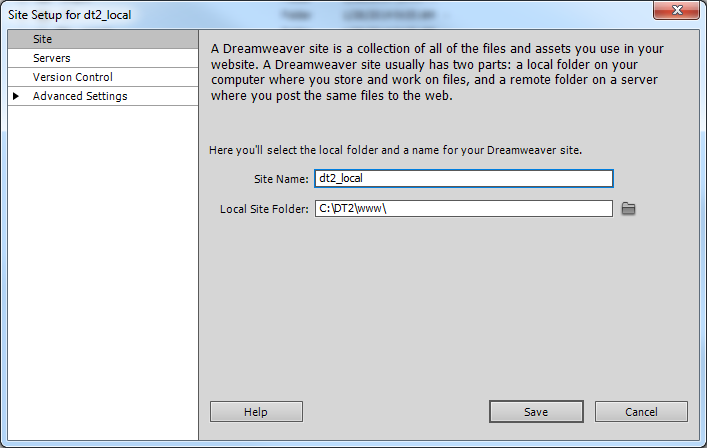 Site Setup for dt2_local
Site
Servers
Version Control
Advanced Settings
A Dreamweaver site is a collection of all of the files and assets you use in your
website. A Dreamweaver site usually has two parts: a local folder on your
computer where you store and work on files, and a remote folder on a server
where you post the same files to the web.
Here you'll select the local folder and a name for your Dreamweaver site.
Site Name: dt2_local
Local Site Folder: C:\DT2\www\
Help
Save
Cancel